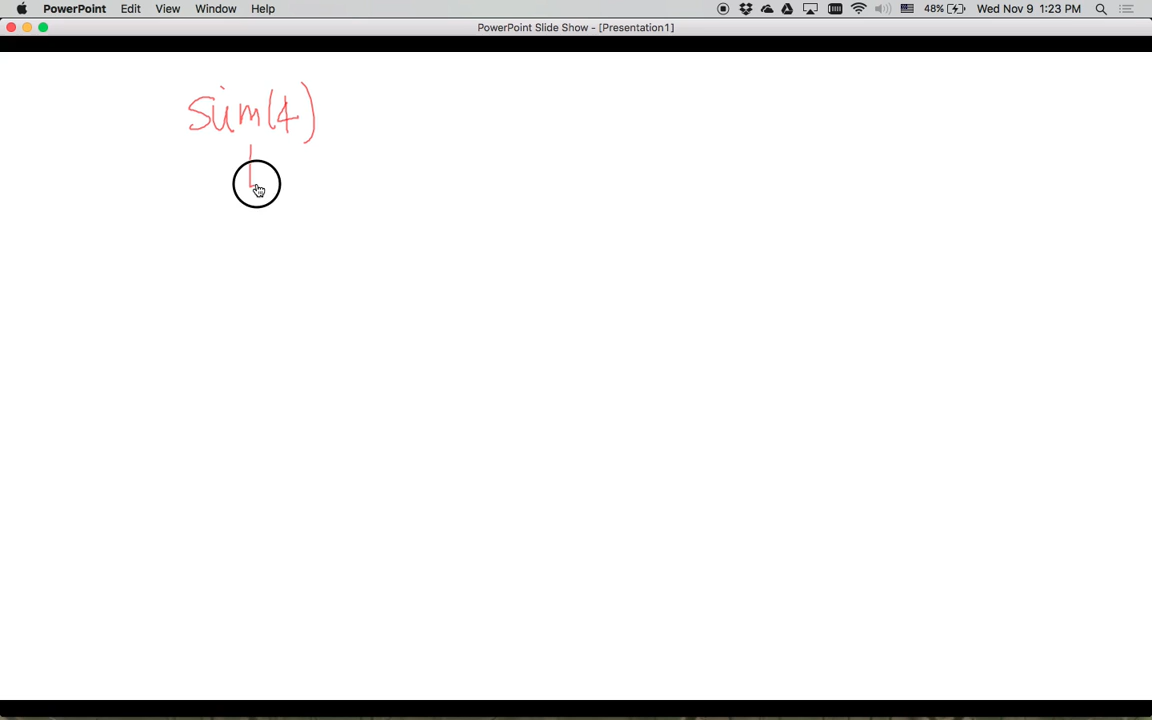 PowerPoint Edit View Window Help 48% Wed Nov 9 1:23 PM
PowerPoint Slide Show - [Presentation1]
Sum(4)